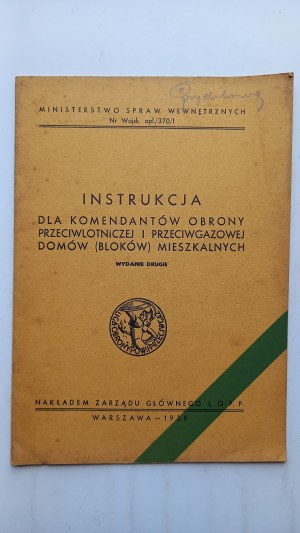 MINISTERSTWO SPRAW WEWNĘTRZNYCH
Nr Wojsk. opl./370/1
INSTRUKCJA
DLA KOMENDANTÓW OBRONY
PRZECIWLOTNICZEJ I PRZECIWGAZOWEJ
DOMÓW (BLOKÓW) MIESZKALNYCH
WYDANIE DRUGIE
NAKŁADEM ZARZĄDU GŁÓWNEGO L. O. P. P.
WARSZAWA — 1939